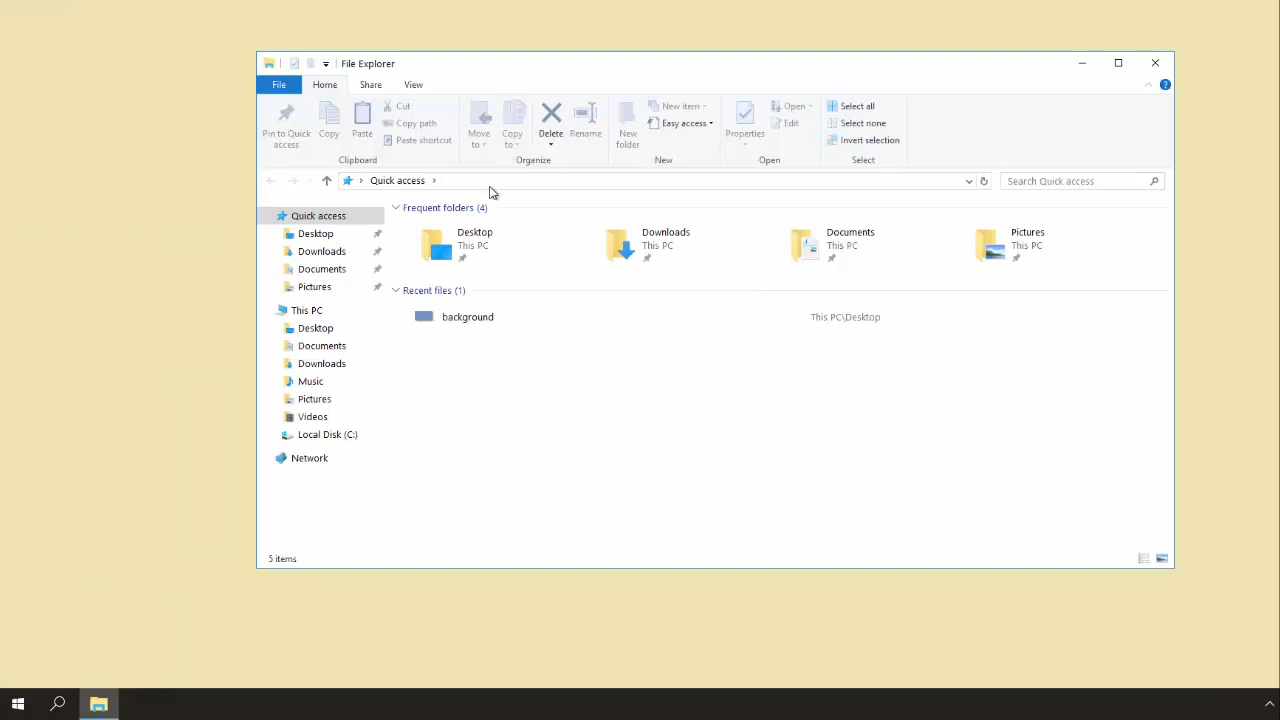 File Explorer
File Home Share View
Pin to Quick access
Copy
Paste
Cut
Copy path
Paste shortcut
Clipboard
Move to
Copy to
Delete
Rename
Organize
New folder
New item
Easy access
New
Properties
Open
Edit
Open
Select all
Select none
Invert selection
Select
Quick access
Search Quick access
Quick access
Desktop
Downloads
Documents
Pictures
This PC
Desktop
Documents
Downloads
Music
Pictures
Videos
Local Disk (C:)
Network
Frequent folders (4)
Desktop
This PC
Downloads
This PC
Documents
This PC
Pictures
This PC
Recent files (1)
background This PC\Desktop
5 items